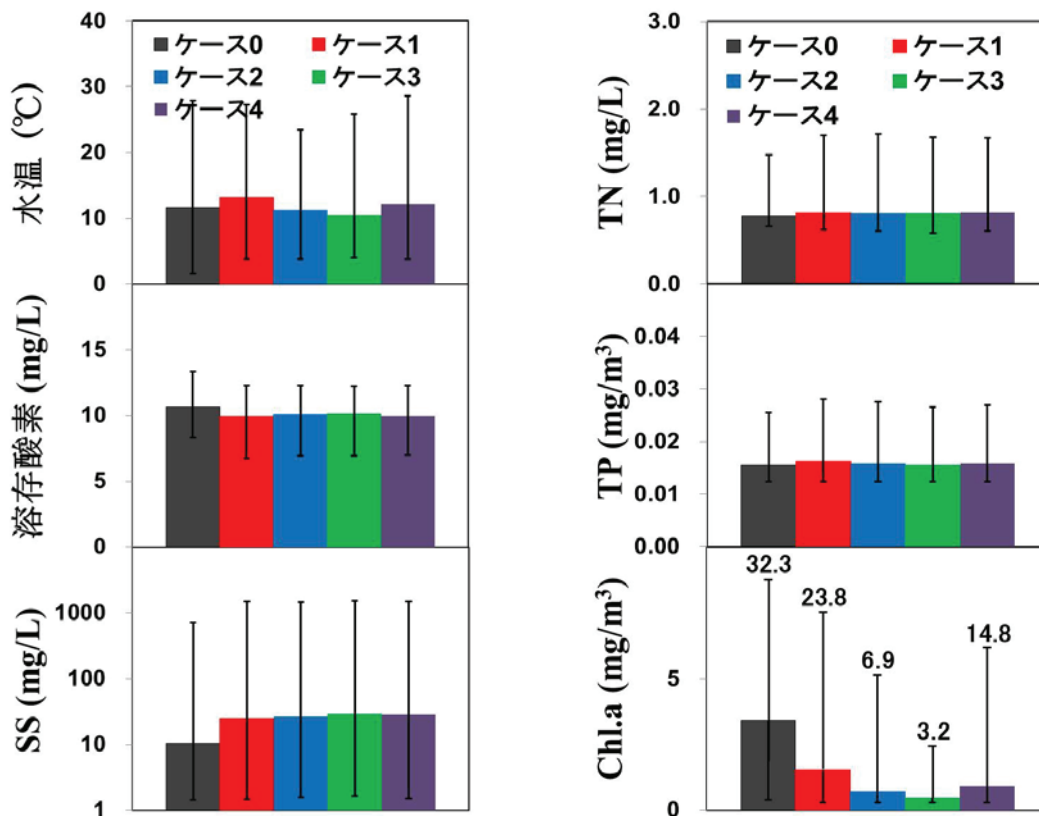 水温 (℃)
40
30
20
10
0
ケース0
ケース1
ケース2
ケース3
ケース4
TN (mg/L)
3.0
2.0
1.0
0.0
ケース0
ケース1
ケース2
ケース3
ケース4
溶存酸素 (mg/L)
15
10
5
0
TP (mg/m³)
0.04
0.03
0.02
0.01
0.00
SS (mg/L)
1000
100
10
1
Chl.a (mg/m³)
5
0
32.3
23.8
6.9
3.2
14.8